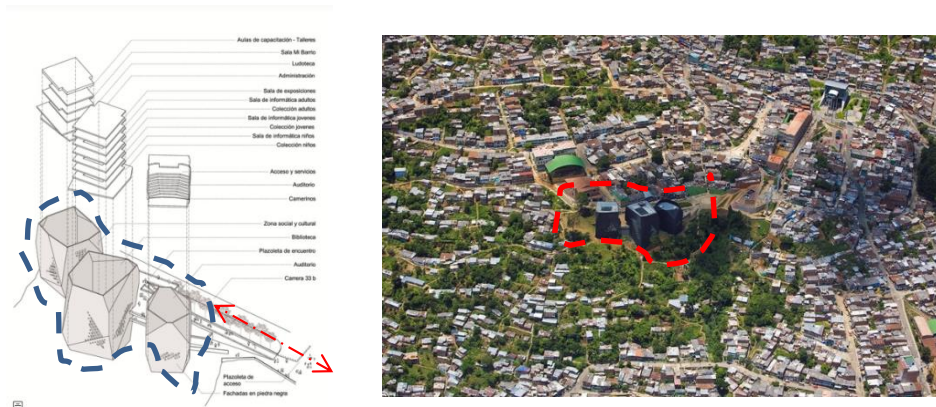 Aulas de capacitación - Talleres
Sala Mi Barrio
Ludoteca
Administración
Sala de exposiciones
Sala de informática adultos
Colección adultos
Sala de informática jovenes
Colección jovenes
Sala de informática niños
Colección niños
Acceso y servicios
Auditorio
Camerinos
Zona social y cultural
Biblioteca
Plazoleta de encuentro
Auditorio
Carrera 33 b
Plazoleta de
acceso
Fachadas en piedra negra